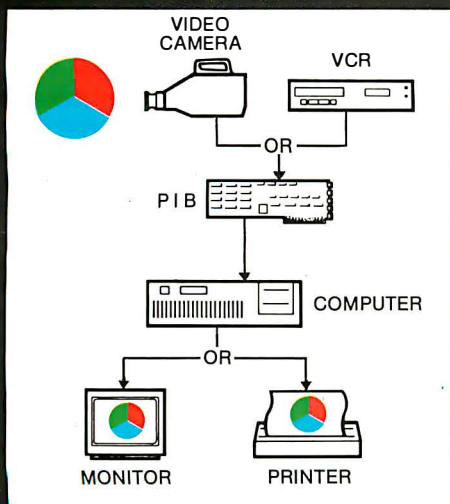 VIDEO
CAMERA
VCR
OR
PIB
COMPUTER
OR
MONITOR
PRINTER